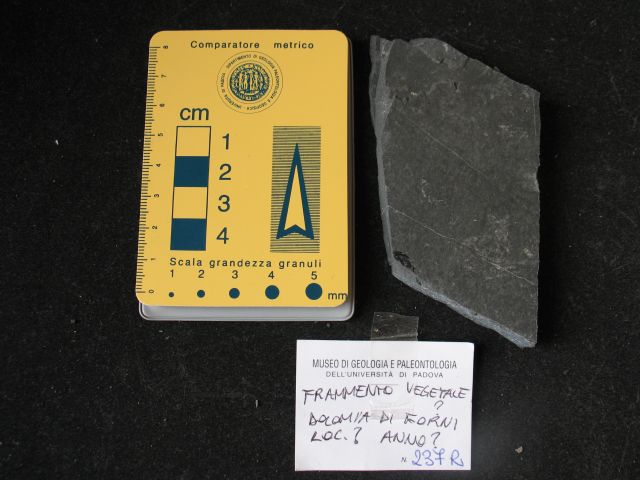 Comparatore metrico
cm
1
2
3
4
Scala grandezza granuli
1 2 3 4 5
mm
MUSEO DI GEOLOGIA E PALEONTOLOGIA
DELL'UNIVERSITÀ DI PADOVA
FRAMMENTO VEGETALE
?
DOLOMIA DI FORNI
LOC.? ANNO?
N. 237 R